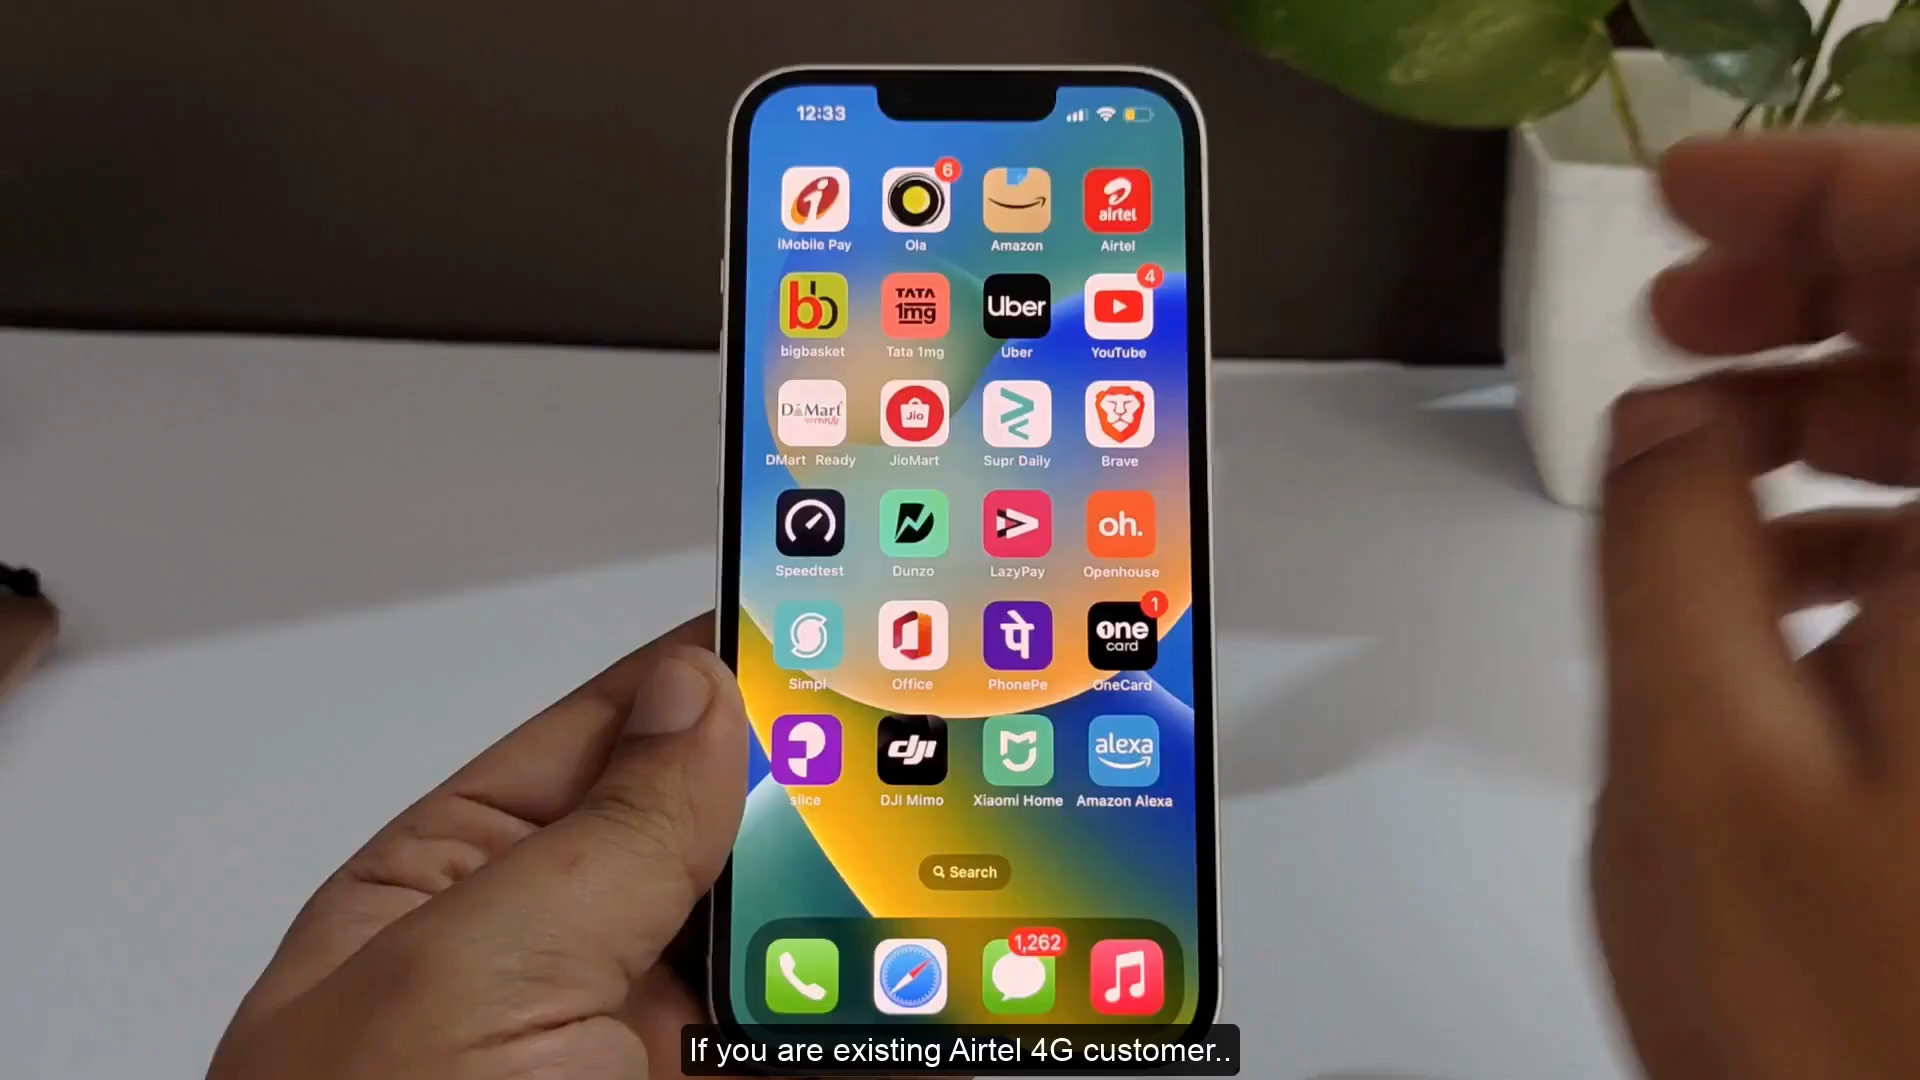 12:33
6
airtel
iMobile Pay
Ola
Amazon
Airtel
4
bb
TATA
1mg
Uber
bigbasket
Tata 1mg
Uber
YouTube
DMart
Jio
DMart Ready
JioMart
Supr Daily
Brave
oh.
Speedtest
Dunzo
LazyPay
Openhouse
1
पे
one
card
Simpl
Office
PhonePe
OneCard
dji
alexa
slice
DJI Mimo
Xiaomi Home
Amazon Alexa
Search
1,262
If you are existing Airtel 4G customer..